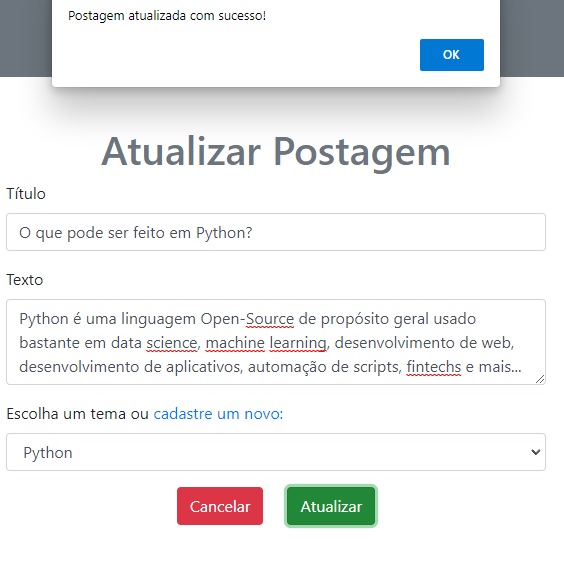 Postagem atualizada com sucesso!
OK
Atualizar Postagem
Título
O que pode ser feito em Python?
Texto
Python é uma linguagem Open-Source de propósito geral usado
bastante em data science, machine learning, desenvolvimento de web,
desenvolvimento de aplicativos, automação de scripts, fintechs e mais...
Escolha um tema ou cadastre um novo:
Python
Cancelar
Atualizar